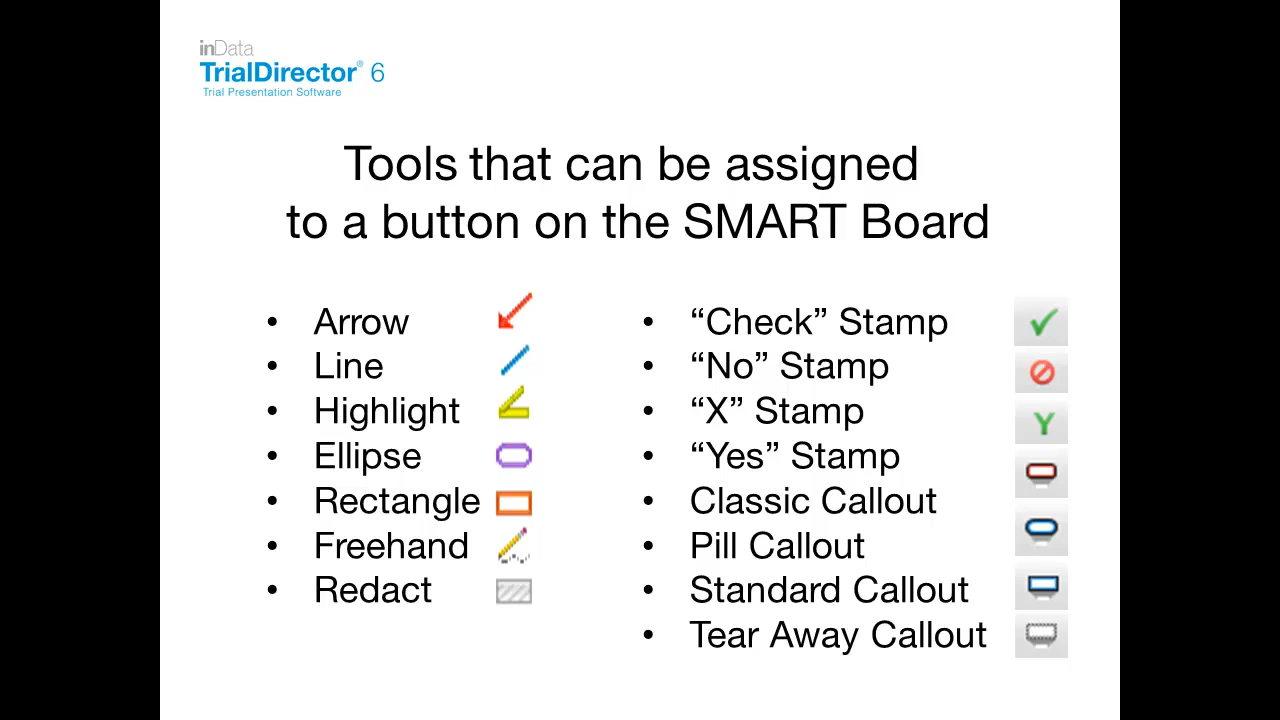 inData
TrialDirector® 6
Trial Presentation Software
Tools that can be assigned
to a button on the SMART Board
• Arrow
• Line
• Highlight
• Ellipse
• Rectangle
• Freehand
• Redact
• “Check” Stamp
• “No” Stamp
• “X” Stamp
• “Yes” Stamp
• Classic Callout
• Pill Callout
• Standard Callout
• Tear Away Callout
Y